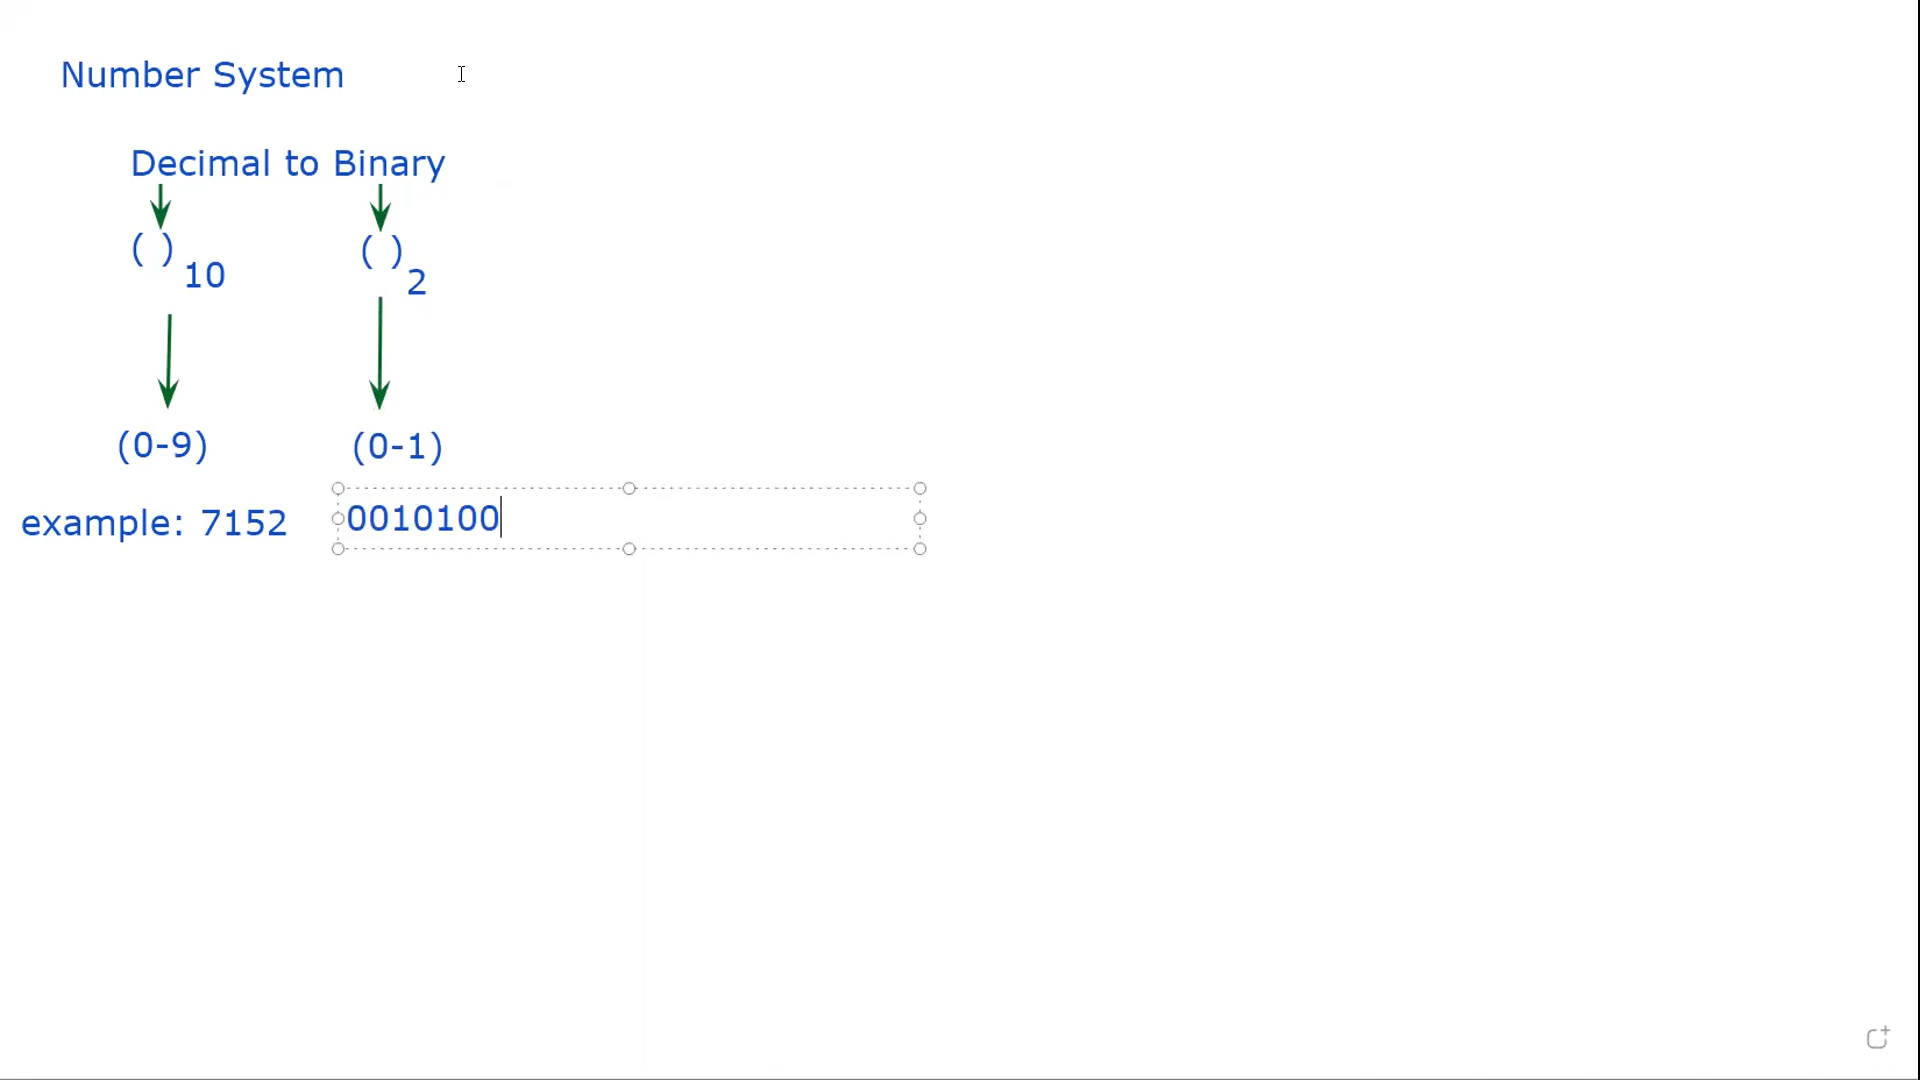 Number System
Decimal to Binary
( ) 10 ( ) 2
(0-9) (0-1)
example: 7152 0010100